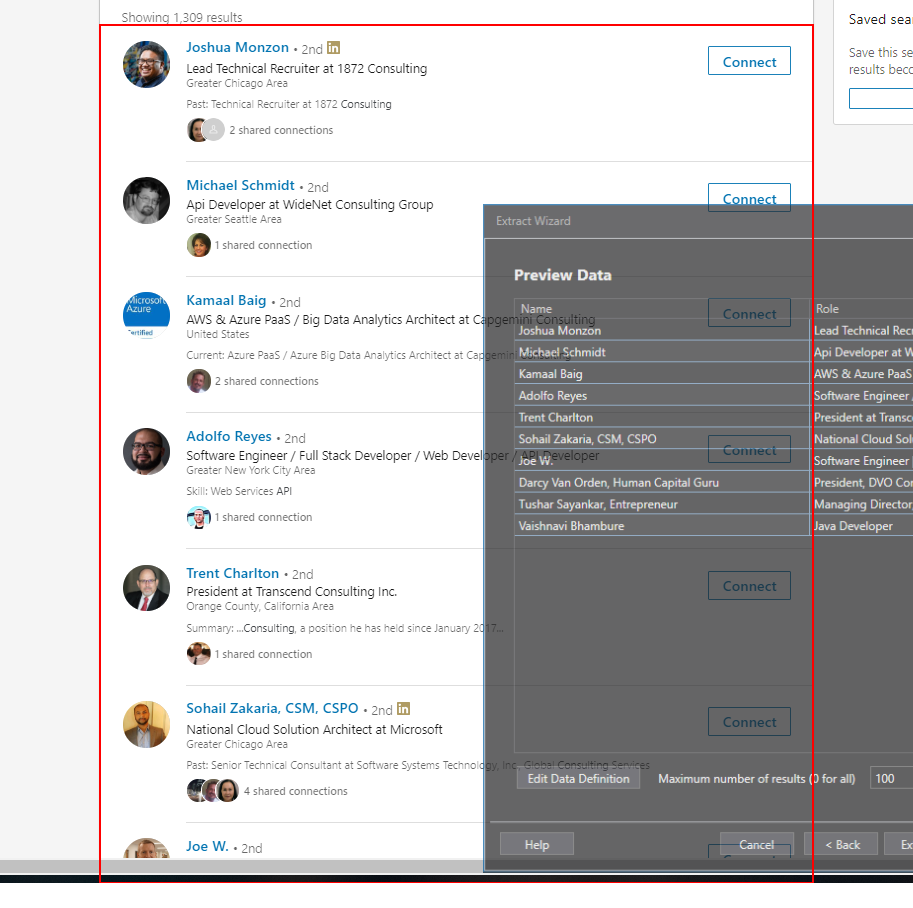 Showing 1,309 results
Joshua Monzon • 2nd in
Lead Technical Recruiter at 1872 Consulting
Greater Chicago Area
Past: Technical Recruiter at 1872 Consulting
2 shared connections
Connect
Michael Schmidt • 2nd
Api Developer at WideNet Consulting Group
Greater Seattle Area
1 shared connection
Connect
Kamaal Baig • 2nd
AWS & Azure PaaS / Big Data Analytics Architect at Capgemini Consulting
United States
Current: Azure PaaS / Azure Big Data Analytics Architect at Capgemini Consulting
2 shared connections
Connect
Microsoft
Azure
Certified
Adolfo Reyes • 2nd
Software Engineer / Full Stack Developer / Web Developer / API Developer
Greater New York City Area
Skill: Web Services API
1 shared connection
Connect
Trent Charlton • 2nd
President at Transcend Consulting Inc.
Orange County, California Area
Summary: ...Consulting, a position he has held since January 2017...
1 shared connection
Connect
Sohail Zakaria, CSM, CSPO • 2nd in
National Cloud Solution Architect at Microsoft
Greater Chicago Area
Past: Senior Technical Consultant at Software Systems Technology, Inc, Global Consulting Services
4 shared connections
Connect
Joe W. • 2nd
Saved sea
Save this se
results beco
Extract Wizard
Preview Data
Name Role
Joshua Monzon Lead Technical Rec
Michael Schmidt Api Developer at W
Kamaal Baig AWS & Azure PaaS
Adolfo Reyes Software Engineer /
Trent Charlton President at Transc
Sohail Zakaria, CSM, CSPO National Cloud Sol
Joe W. Software Engineer
Darcy Van Orden, Human Capital Guru President, DVO Co
Tushar Sayankar, Entrepreneur Managing Director,
Vaishnavi Bhambure Java Developer
Edit Data Definition Maximum number of results (0 for all) 100
Help Cancel < Back Ex